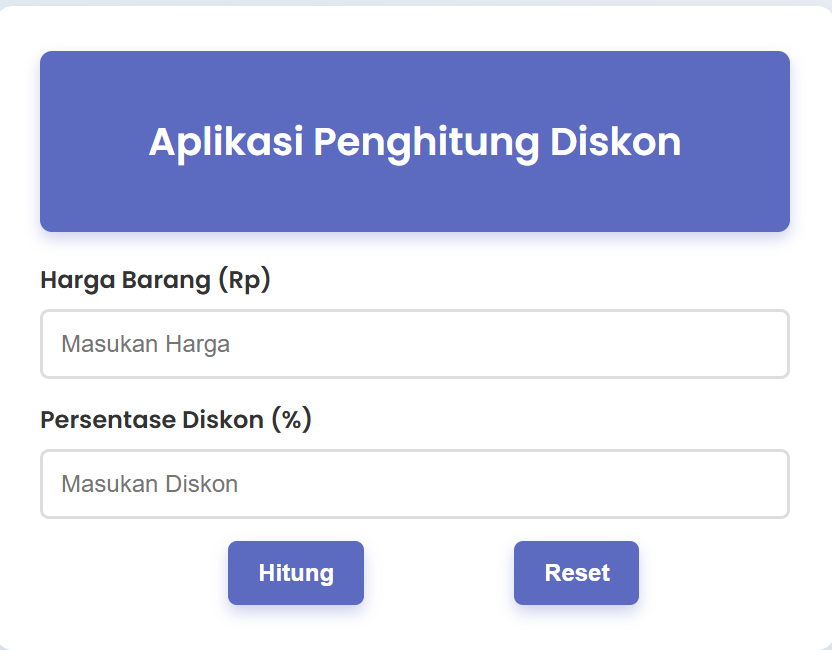 Aplikasi Penghitung Diskon
Harga Barang (Rp)
Masukan Harga
Persentase Diskon (%)
Masukan Diskon
Hitung
Reset